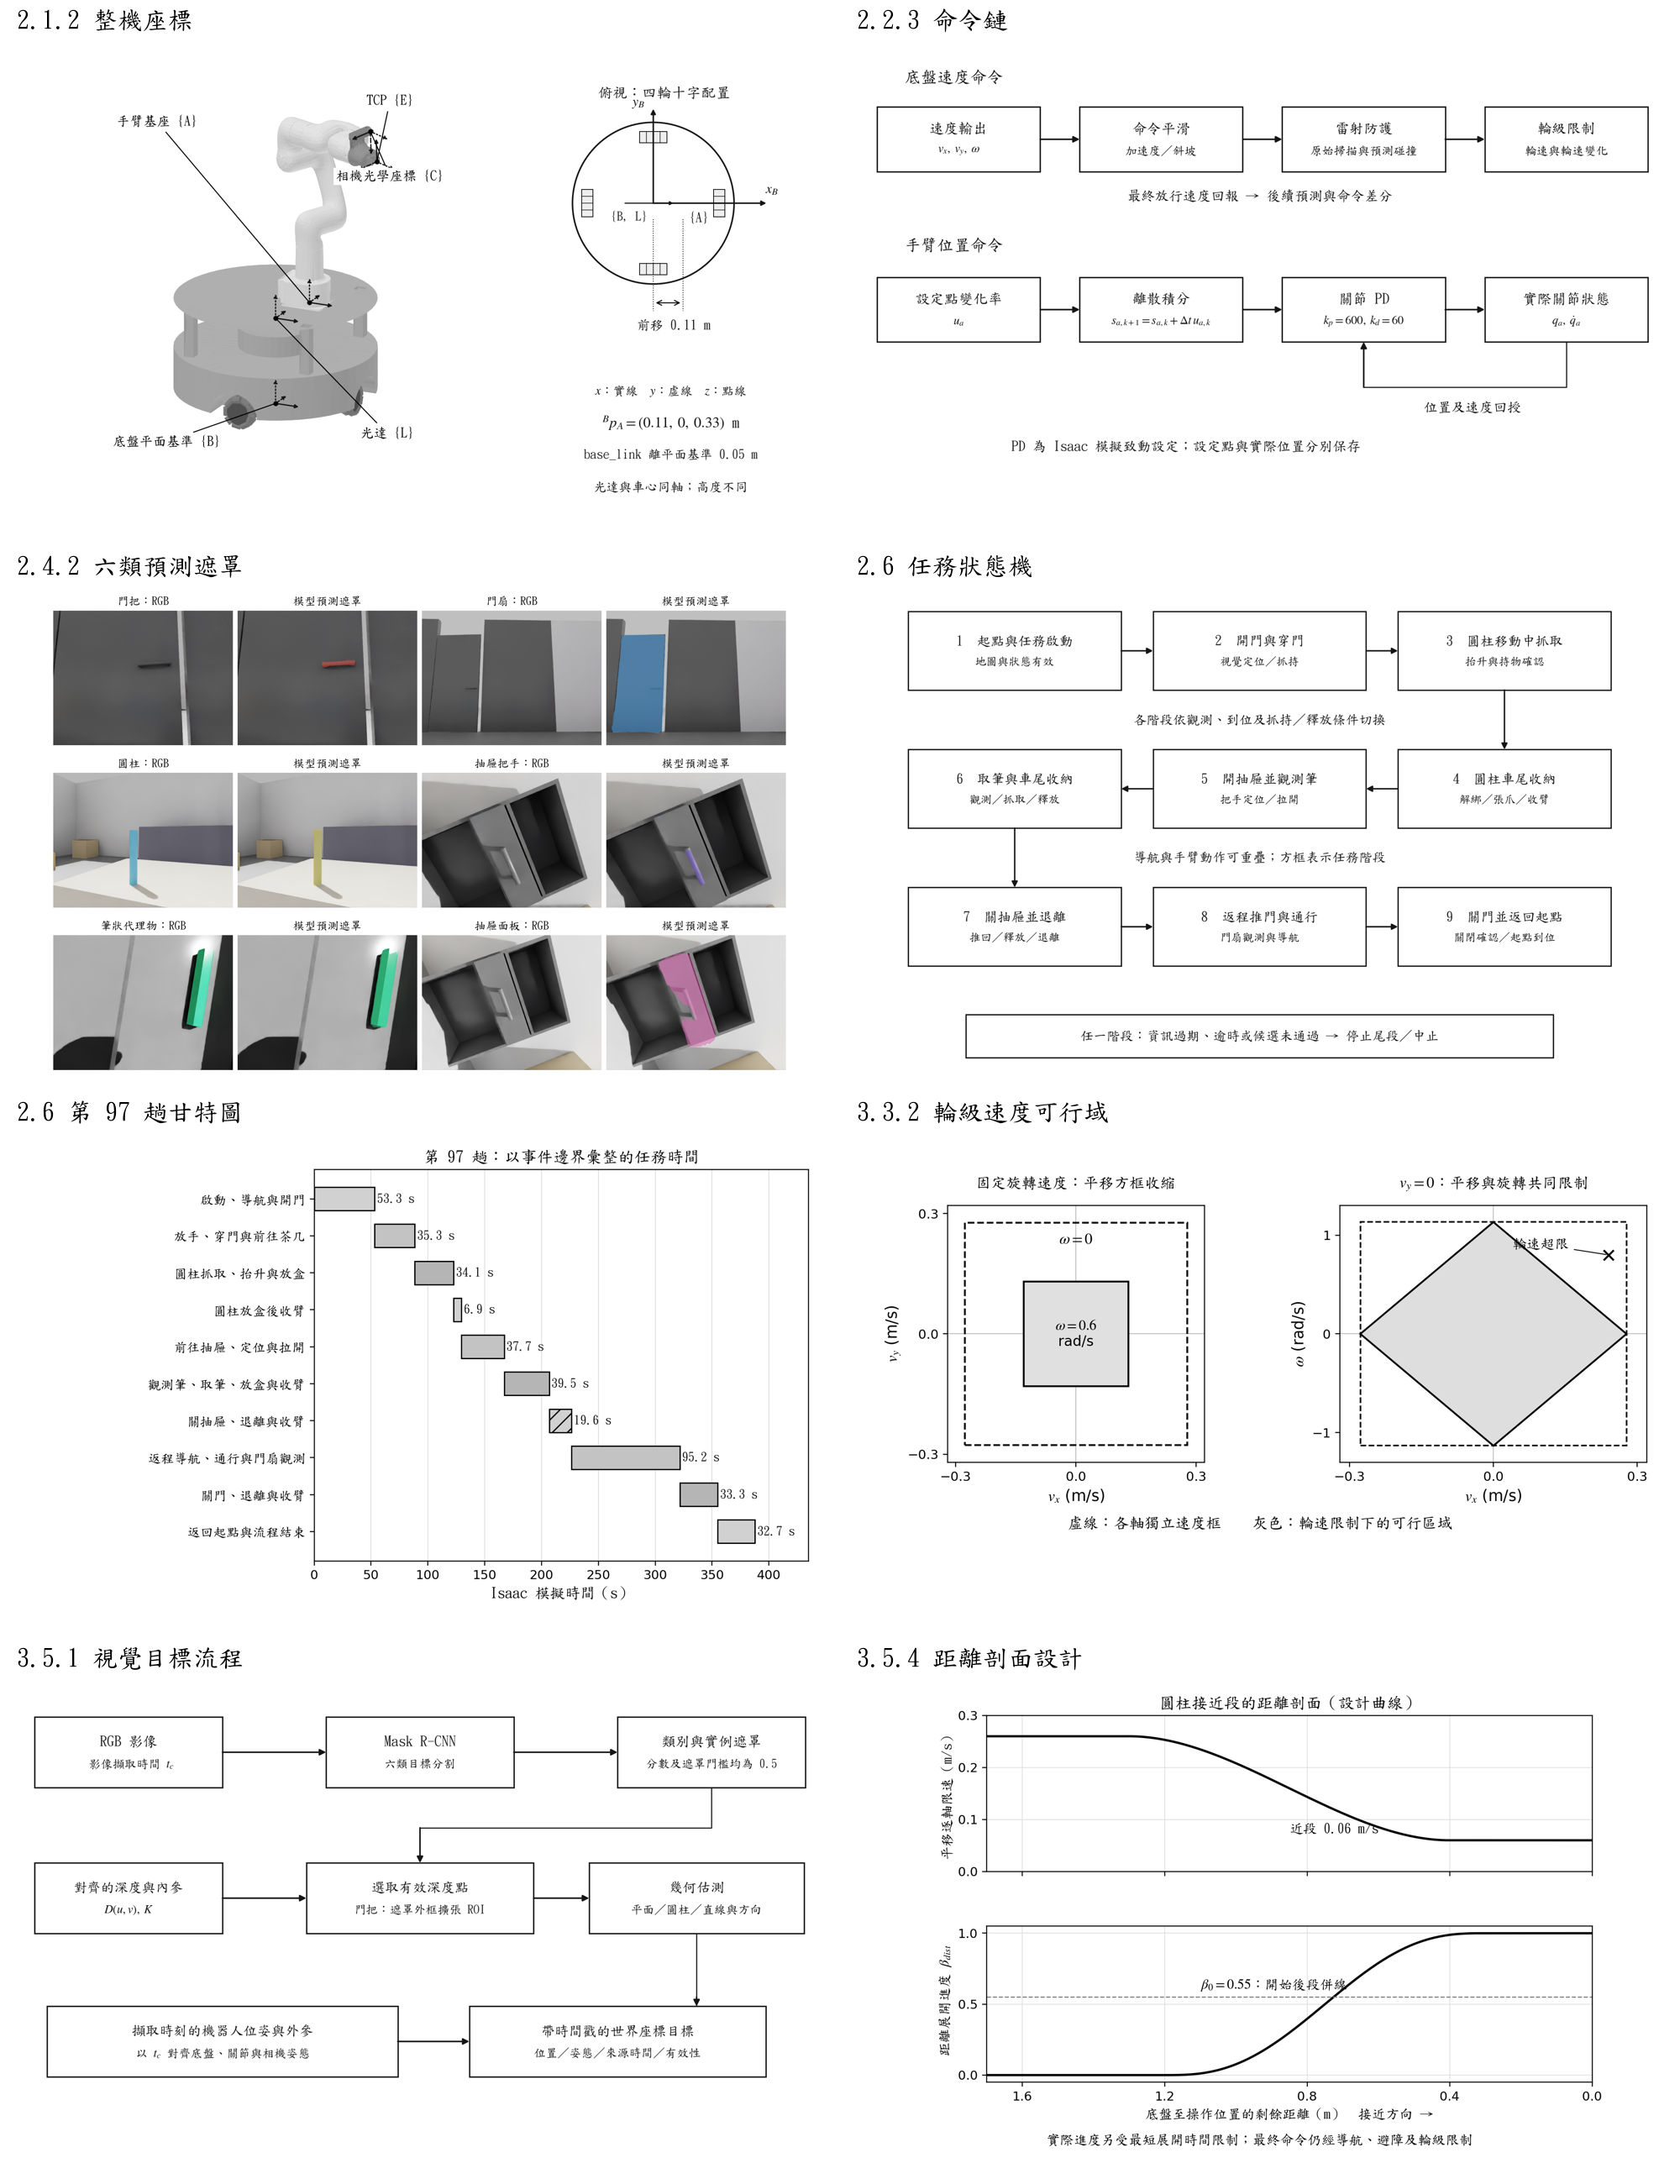 2.1.2 整機座標
TCP {E}
手臂基座 {A}
相機光學座標 {C}
底盤平面基準 {B}
光達 {L}
俯視：四輪十字配置
y_B
x_B
{B, L}
{A}
前移 0.11 m
x：實線 y：虛線 z：點線
^B p_A = (0.11, 0, 0.33) m
base_link 離平面基準 0.05 m
光達與車心同軸；高度不同
2.2.3 命令鏈
底盤速度命令
速度輸出
v_x, v_y, ω
命令平滑
加速度／斜坡
雷射防護
原始掃描與預測碰撞
輪級限制
輪速與輪速變化
最終放行速度回報 → 後續預測與命令差分
手臂位置命令
設定點變化率
u_a
離散積分
s_{a,k+1} = s_{a,k} + Δt u_{a,k}
關節 PD
k_p = 600, k_d = 60
實際關節狀態
q_a, q̇_a
位置及速度回授
PD 為 Isaac 模擬致動設定；設定點與實際位置分別保存
2.4.2 六類預測遮罩
門把：RGB 模型預測遮罩 門扇：RGB 模型預測遮罩
圓柱：RGB 模型預測遮罩 抽屜把手：RGB 模型預測遮罩
筆狀代理物：RGB 模型預測遮罩 抽屜面板：RGB 模型預測遮罩
2.6 任務狀態機
1 起點與任務啟動
地圖與狀態有效
2 開門與穿門
視覺定位／抓持
3 圓柱移動中抓取
抬升與持物確認
各階段依觀測、到位及抓持／釋放條件切換
6 取筆與車尾收納
觀測／抓取／釋放
5 開抽屜並觀測筆
把手定位／拉開
4 圓柱車尾收納
解綁／張爪／收臂
導航與手臂動作可重疊；方框表示任務階段
7 關抽屜並退離
推回／釋放／退離
8 返程推門與通行
門扇觀測與導航
9 關門並返回起點
關閉確認／起點到位
任一階段：資訊過期、逾時或候選未通過 → 停止尾段／中止
2.6 第 97 趟甘特圖
第 97 趟：以事件邊界彙整的任務時間
啟動、導航與開門 53.3 s
放手、穿門與前往茶几 35.3 s
圓柱抓取、抬升與放盒 34.1 s
圓柱放盒後收臂 6.9 s
前往抽屜、定位與拉開 37.7 s
觀測筆、取筆、放盒與收臂 39.5 s
關抽屜、退離與收臂 19.6 s
返程導航、通行與門扇觀測 95.2 s
關門、退離與收臂 33.3 s
返回起點與流程結束 32.7 s
0 50 100 150 200 250 300 350 400
Isaac 模擬時間（s）
3.3.2 輪級速度可行域
固定旋轉速度：平移方框收縮
0.3
0.0
−0.3
v_y (m/s)
ω=0
ω=0.6
rad/s
−0.3 0.0 0.3
v_x (m/s)
v_y=0：平移與旋轉共同限制
1
0
−1
ω (rad/s)
輪速超限
−0.3 0.0 0.3
v_x (m/s)
虛線：各軸獨立速度框 灰色：輪速限制下的可行區域
3.5.1 視覺目標流程
RGB 影像
影像擷取時間 t_c
Mask R-CNN
六類目標分割
類別與實例遮罩
分數及遮罩門檻均為 0.5
對齊的深度與內參
D(u,v), K
選取有效深度點
門把：遮罩外框擴張 ROI
幾何估測
平面／圓柱／直線與方向
擷取時刻的機器人位姿與外參
以 t_c 對齊底盤、關節與相機姿態
帶時間戳的世界座標目標
位置／姿態／來源時間／有效性
3.5.4 距離剖面設計
圓柱接近段的距離剖面（設計曲線）
0.3
0.2
0.1
0.0
平移逐軸限速（m/s）
近段 0.06 m/s
1.0
0.5
0.0
距離展開進度 β_dist
β_0=0.55：開始後段併線
1.6 1.2 0.8 0.4 0.0
底盤至操作位置的剩餘距離（m） 接近方向 →
實際進度另受最短展開時間限制；最終命令仍經導航、避障及輪級限制